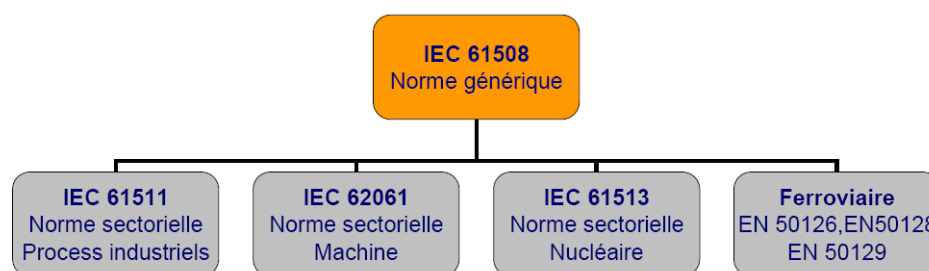 IEC 61508
Norme générique
IEC 61511
Norme sectorielle
Process industriels
IEC 62061
Norme sectorielle
Machine
IEC 61513
Norme sectorielle
Nucléaire
Ferroviaire
EN 50126,EN50128
EN 50129